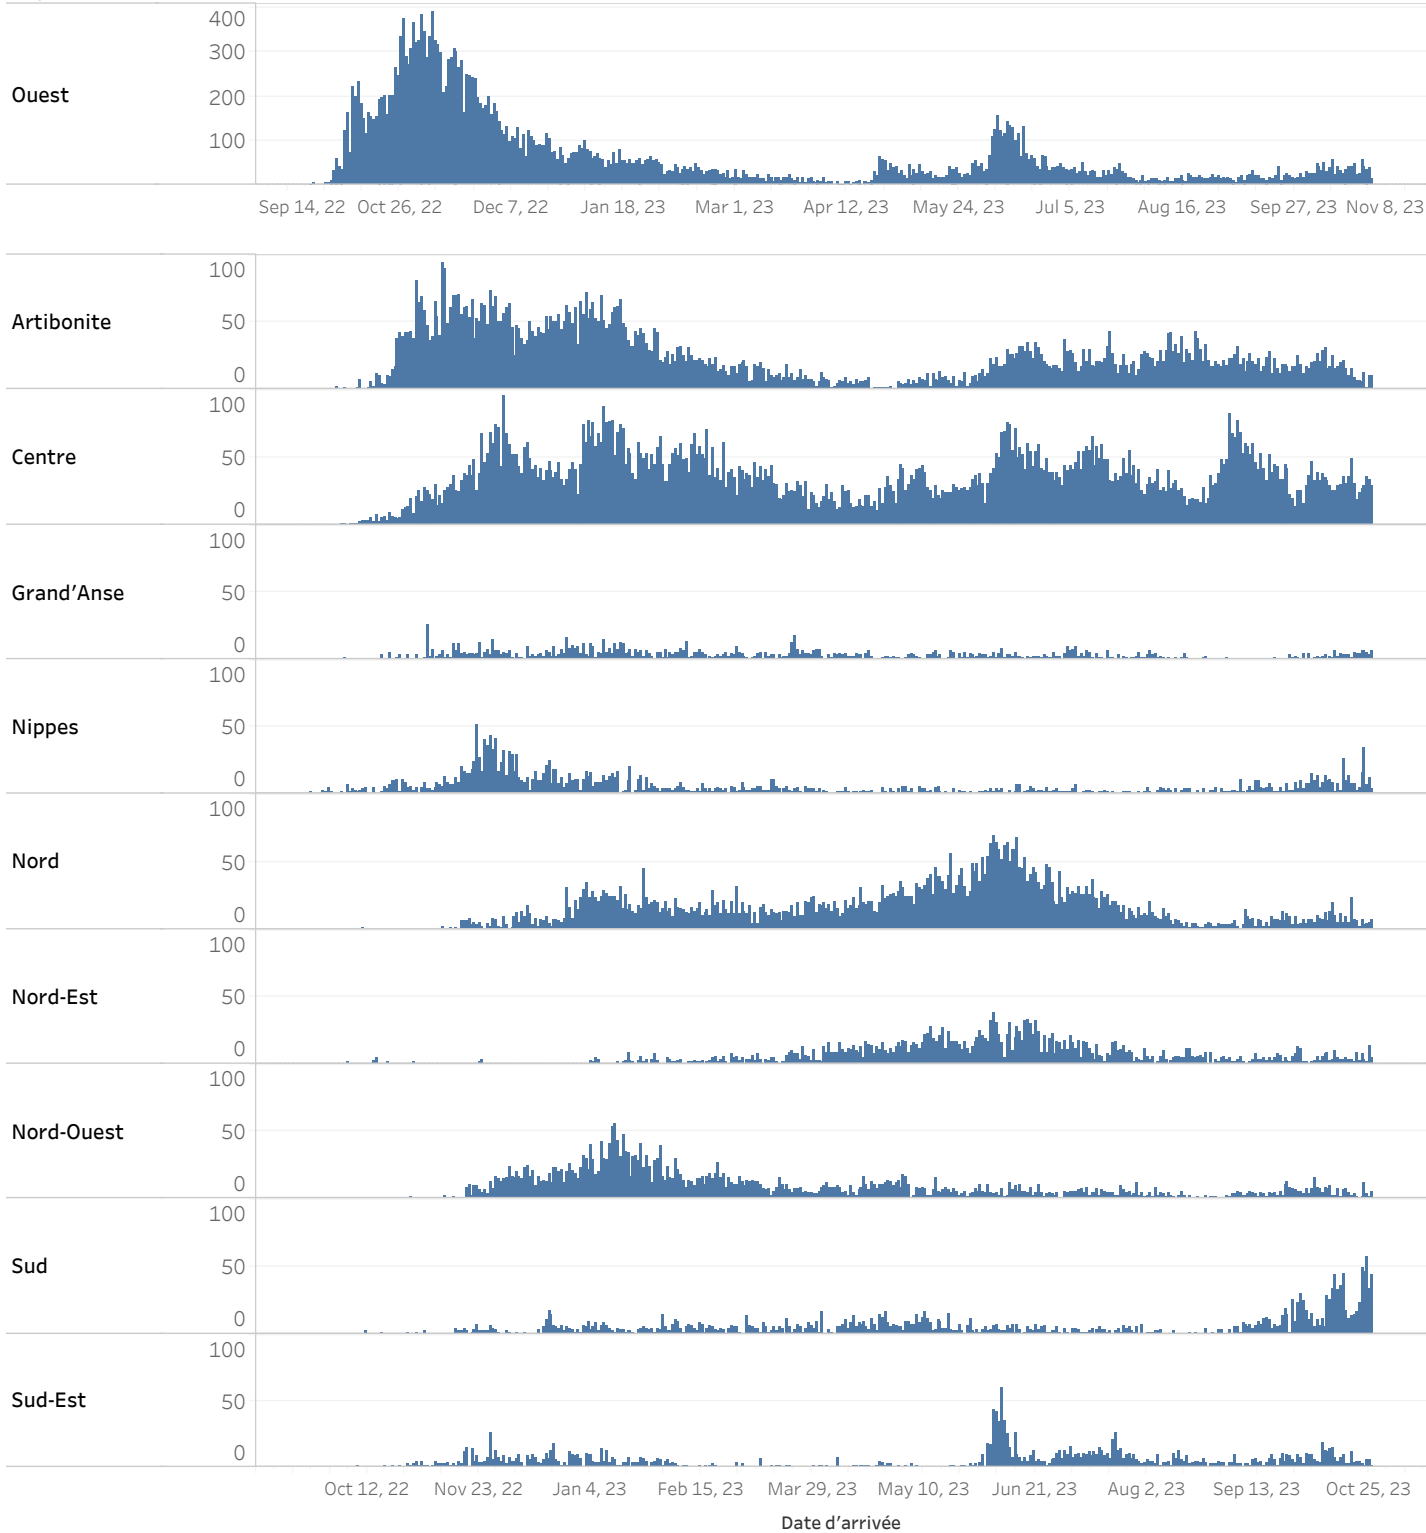 400
300
Ouest
200
100
Sep 14, 22 Oct 26, 22 Dec 7, 22 Jan 18, 23 Mar 1, 23 Apr 12, 23 May 24, 23 Jul 5, 23 Aug 16, 23 Sep 27, 23 Nov 8, 23
100
Artibonite 50
0
100
Centre 50
0
100
Grand'Anse 50
0
100
Nippes 50
0
100
Nord 50
0
100
Nord-Est 50
0
100
Nord-Ouest 50
0
100
Sud 50
0
100
Sud-Est 50
0
Oct 12, 22 Nov 23, 22 Jan 4, 23 Feb 15, 23 Mar 29, 23 May 10, 23 Jun 21, 23 Aug 2, 23 Sep 13, 23 Oct 25, 23
Date d'arrivée